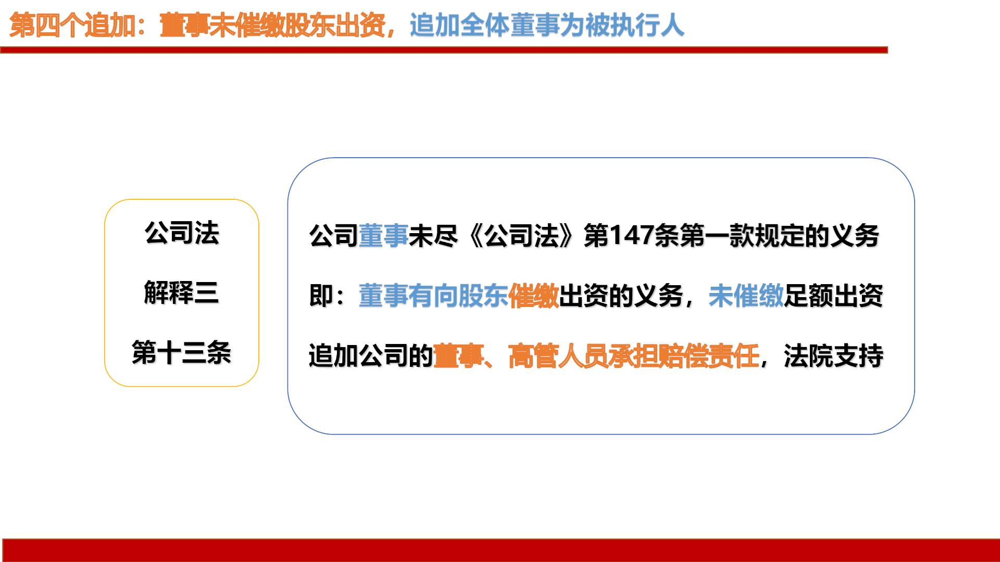 第四个追加：董事未催缴股东出资，追加全体董事为被执行人
公司法
解释三
第十三条
公司董事未尽《公司法》第147条第一款规定的义务
即：董事有向股东催缴出资的义务，未催缴足额出资
追加公司的董事、高管人员承担赔偿责任，法院支持